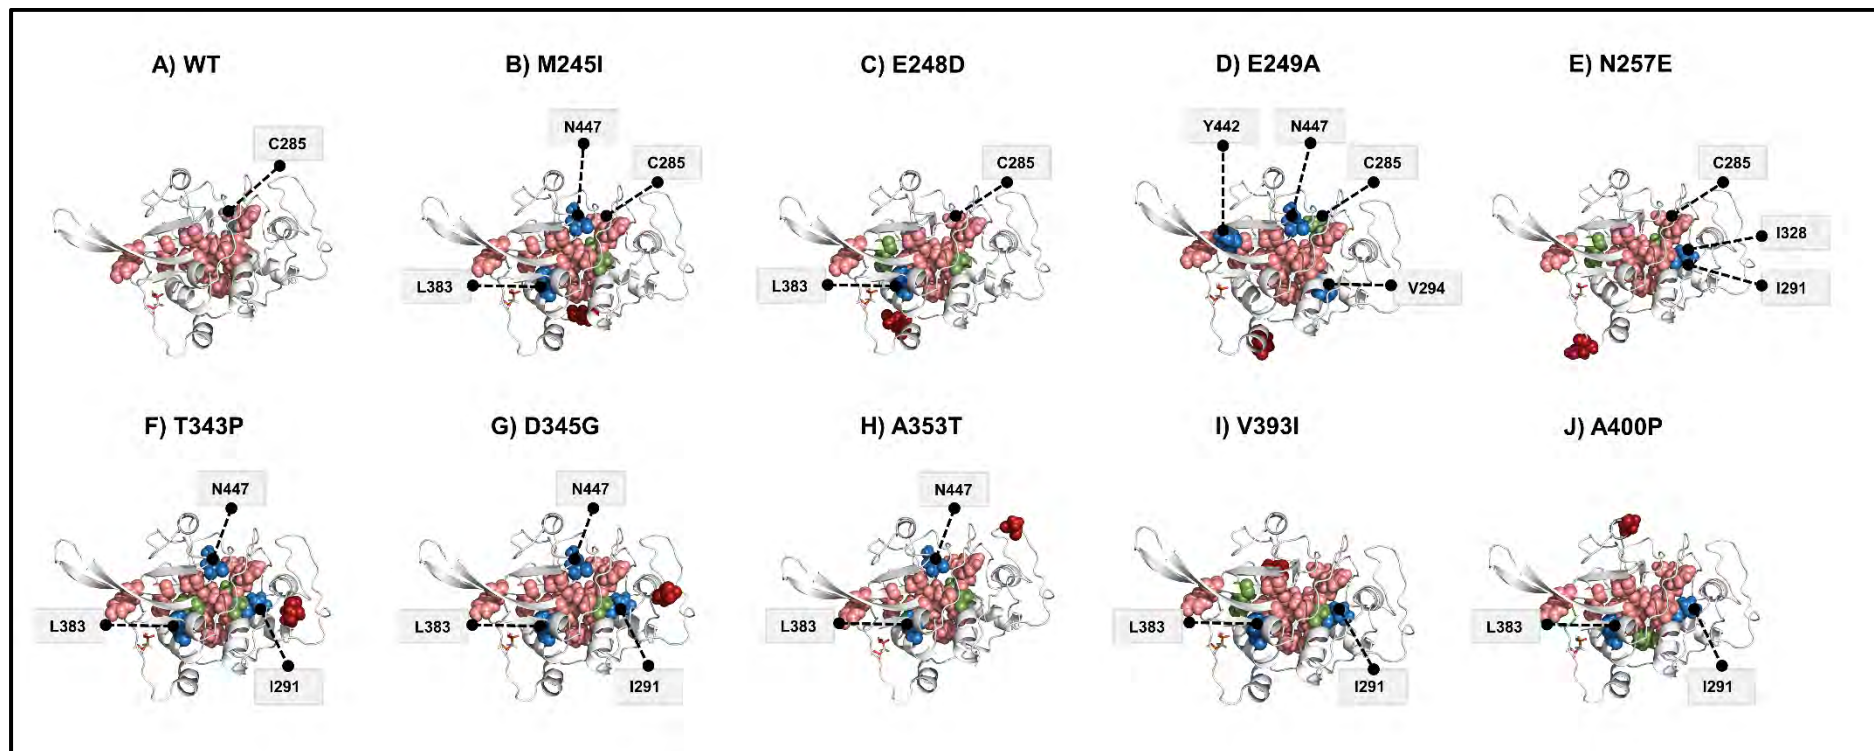 A) WT
B) M245I
C) E248D
D) E249A
E) N257E
C285
N447
C285
L383
C285
L383
Y442
N447
C285
V294
C285
I328
I291
F) T343P
G) D345G
H) A353T
I) V393I
J) A400P
N447
L383
I291
N447
L383
I291
N447
L383
L383
I291
L383
I291